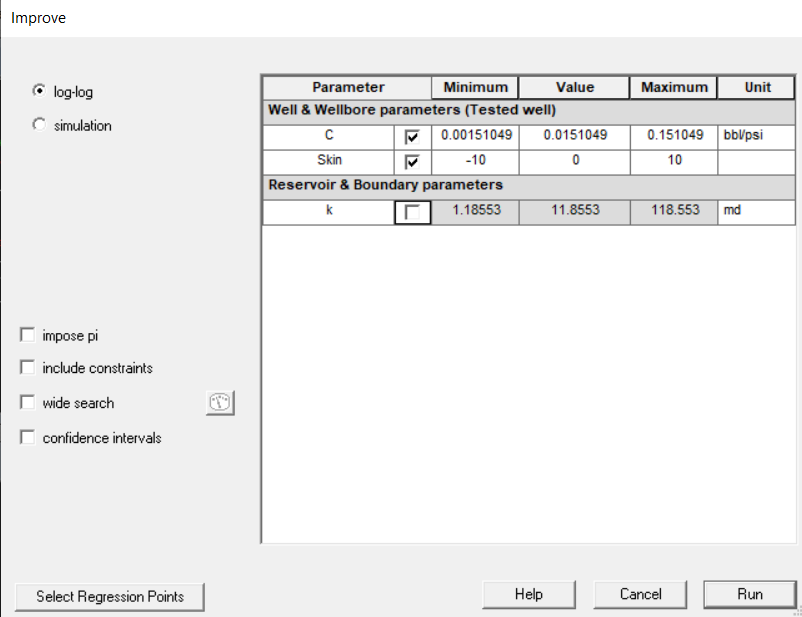 Improve
log-log
simulation
Parameter Minimum Value Maximum Unit
Well & Wellbore parameters (Tested well)
C 0.00151049 0.0151049 0.151049 bbl/psi
Skin -10 0 10
Reservoir & Boundary parameters
k 1.18553 11.8553 118.553 md
impose pi
include constraints
wide search
confidence intervals
Select Regression Points Help Cancel Run